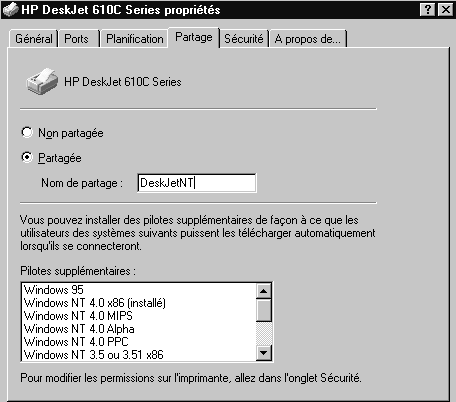 HP DeskJet 610C Series propriétés
Général Ports Planification Partage Sécurité A propos de...
HP DeskJet 610C Series
Non partagée
Partagée
Nom de partage : DeskJetNT
Vous pouvez installer des pilotes supplémentaires de façon à ce que les
utilisateurs des systèmes suivants puissent les télécharger automatiquement
lorsqu'ils se connecteront.
Pilotes supplémentaires :
Windows 95
Windows NT 4.0 x86 (installé)
Windows NT 4.0 MIPS
Windows NT 4.0 Alpha
Windows NT 4.0 PPC
Windows NT 3.5 ou 3.51 x86
Pour modifier les permissions sur l'imprimante, allez dans l'onglet Sécurité.